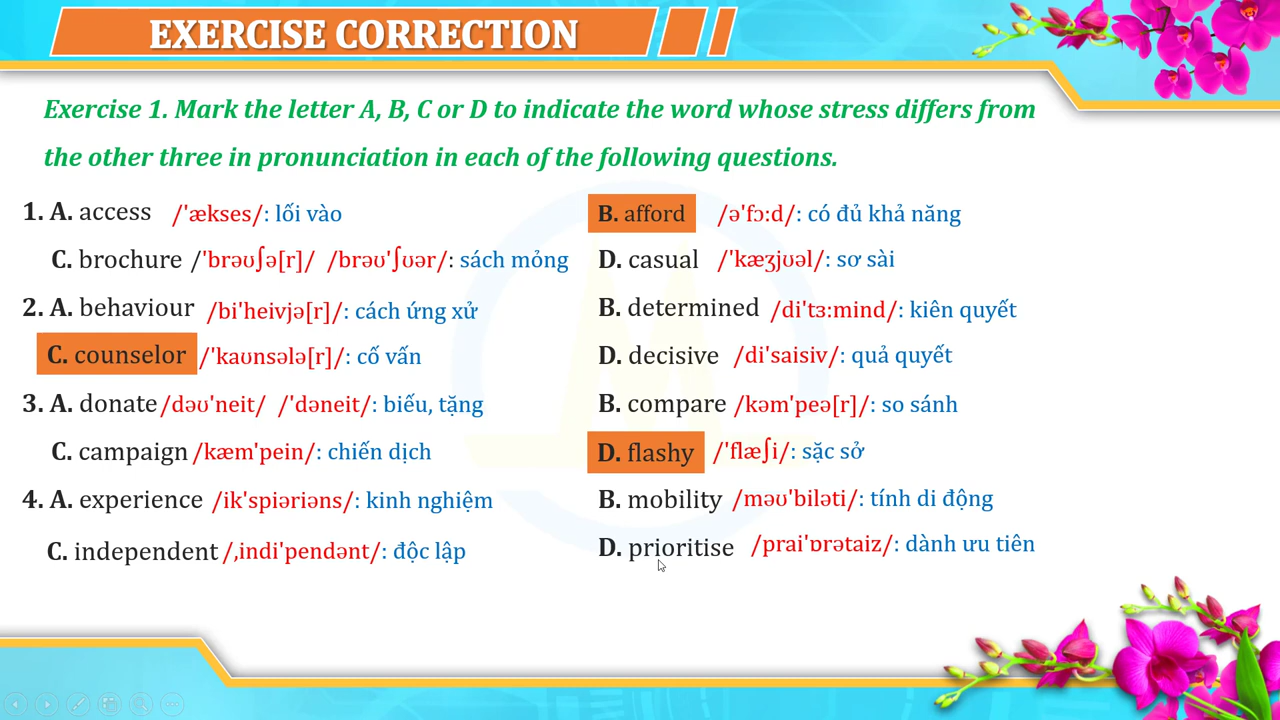 EXERCISE CORRECTION
Exercise 1. Mark the letter A, B, C or D to indicate the word whose stress differs from
the other three in pronunciation in each of the following questions.
1. A. access /'ækses/: lối vào B. afford /ə'fɔ:d/: có đủ khả năng
C. brochure /'brəʊʃə[r]/ /brəʊ'ʃʊər/: sách mỏng D. casual /'kæʒjʊəl/: sơ sài
2. A. behaviour /bi'heivjə[r]/: cách ứng xử B. determined /di'tɜ:mind/: kiên quyết
C. counselor /'kaʊnsələ[r]/: cố vấn D. decisive /di'saisiv/: quả quyết
3. A. donate /dəʊ'neit/ /'dəneit/: biếu, tặng B. compare /kəm'peə[r]/: so sánh
C. campaign /kæm'pein/: chiến dịch D. flashy /'flæʃi/: sặc sở
4. A. experience /ik'spiəriəns/: kinh nghiệm B. mobility /məʊ'biləti/: tính di động
C. independent /,indi'pendənt/: độc lập D. prioritise /prai'ɒrətaiz/: dành ưu tiên